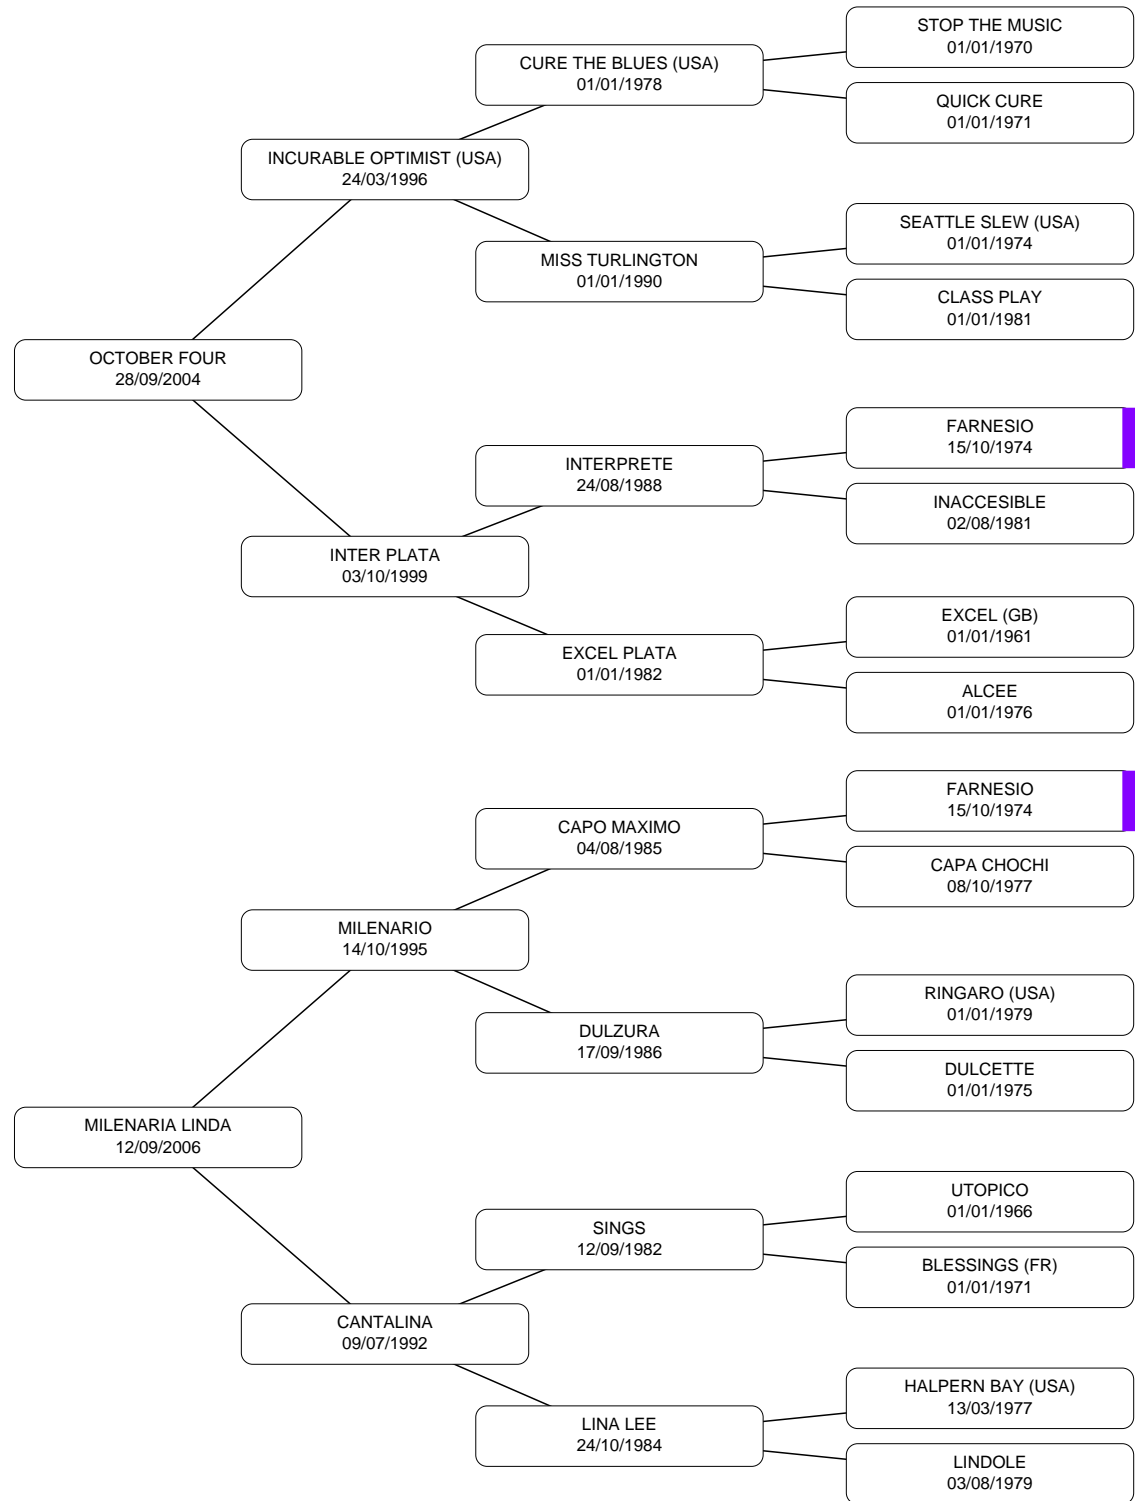 STOP THE MUSIC
01/01/1970
CURE THE BLUES (USA)
01/01/1978
QUICK CURE
01/01/1971
INCURABLE OPTIMIST (USA)
24/03/1996
SEATTLE SLEW (USA)
01/01/1974
MISS TURLINGTON
01/01/1990
CLASS PLAY
01/01/1981
OCTOBER FOUR
28/09/2004
FARNESIO
15/10/1974
INTERPRETE
24/08/1988
INACCESIBLE
02/08/1981
INTER PLATA
03/10/1999
EXCEL (GB)
01/01/1961
EXCEL PLATA
01/01/1982
ALCEE
01/01/1976
FARNESIO
15/10/1974
CAPO MAXIMO
04/08/1985
CAPA CHOCHI
08/10/1977
MILENARIO
14/10/1995
RINGARO (USA)
01/01/1979
DULZURA
17/09/1986
DULCETTE
01/01/1975
MILENARIA LINDA
12/09/2006
UTOPICO
01/01/1966
SINGS
12/09/1982
BLESSINGS (FR)
01/01/1971
CANTALINA
09/07/1992
HALPERN BAY (USA)
13/03/1977
LINA LEE
24/10/1984
LINDOLE
03/08/1979